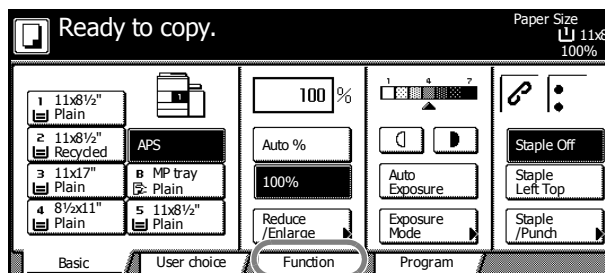 Ready to copy.
Paper Size
11x8
100%
1 11x8½"
Plain
2 11x8½"
Recycled
3 11x17"
Plain
4 8½x11"
Plain
1
APS
B MP tray
Plain
5 11x8½"
Plain
100 %
Auto %
100%
Reduce
/Enlarge
1 4 7
Auto
Exposure
Exposure
Mode
Staple Off
Staple
Left Top
Staple
/Punch
Basic
User choice
Function
Program